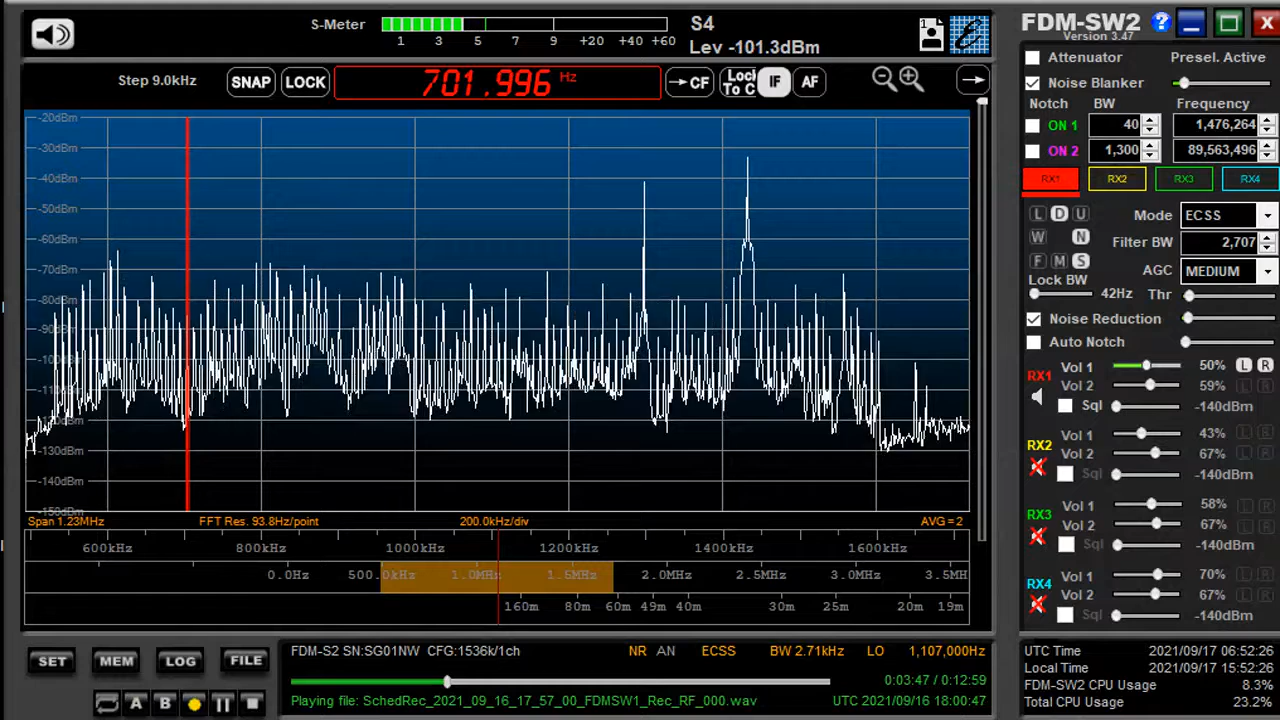 S-Meter
1 3 5 7 9 +20 +40 +60
S4
Lev -101.3dBm
1
FDM-SW2 ? X
Version 3.47
Step 9.0kHz SNAP LOCK 701.996 Hz →CF Lock To C IF AF →
-20dBm
-30dBm
-40dBm
-50dBm
-60dBm
-70dBm
-80dBm
-90dBm
-100dBm
-110dBm
-120dBm
-130dBm
-140dBm
-150dBm
Span 1.23MHz FFT Res. 93.8Hz/point 200.0kHz/div AVG=2
600kHz 800kHz 1000kHz 1200kHz 1400kHz 1600kHz
0.0Hz 500.0kHz 1.0MHz 1.5MHz 2.0MHz 2.5MHz 3.0MHz 3.5MH
160m 80m 60m 49m 40m 30m 25m 20m 19m
SET MEM LOG FILE
A B
FDM-S2 SN:SG01NW CFG:1536k/1ch NR AN ECSS BW 2.71kHz LO 1,107,000Hz
0:03:47 / 0:12:59
Playing file: SchedRec_2021_09_16_17_57_00_FDMSW1_Rec_RF_000.wav UTC 2021/09/16 18:00:47
Attenuator Presel. Active
Noise Blanker
Notch BW Frequency
ON 1 40 1,476,264
ON 2 1,300 89,563,496
RX1 RX2 RX3 RX4
L D U Mode ECSS
W N Filter BW 2,707
F M S AGC MEDIUM
Lock BW
42Hz Thr
Noise Reduction
Auto Notch
RX1 Vol 1 50% L R
Vol 2 59% L R
Sql -140dBm
RX2 Vol 1 43% L R
Vol 2 67% L R
Sql -140dBm
RX3 Vol 1 58% L R
Vol 2 67% L R
Sql -140dBm
RX4 Vol 1 70% L R
Vol 2 67% L R
Sql -140dBm
UTC Time 2021/09/17 06:52:26
Local Time 2021/09/17 15:52:26
FDM-SW2 CPU Usage 8.3%
Total CPU Usage 23.2%